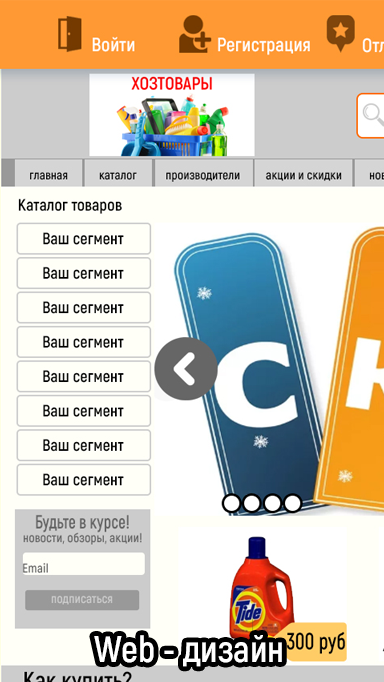 Войти
Регистрация
ХОЗТОВАРЫ
главная
каталог
производители
акции и скидки
Каталог товаров
Ваш сегмент
Ваш сегмент
Ваш сегмент
Ваш сегмент
Ваш сегмент
Ваш сегмент
Ваш сегмент
Ваш сегмент
С
Будьте в курсе!
новости, обзоры, акции!
Email
подписаться
Tide
300 руб
Web - дизайн
Как купить?